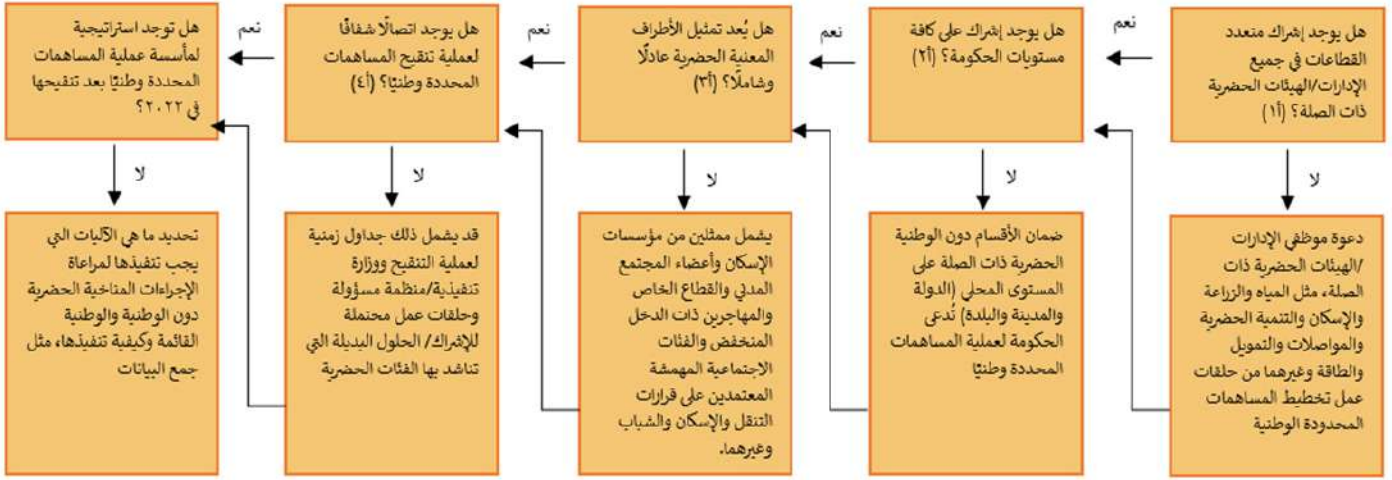 هل يوجد إشراك متعدد
القطاعات في جميع
الإدارات/الهيئات الحضرية
ذات الصلة؟ (أ١)
نعم
هل يوجد إشراك على كافة
مستويات الحكومة؟ (أ٢)
نعم
هل يُعد تمثيل الأطراف
المعنية الحضرية عادلًا
وشاملًا؟ (أ٣)
نعم
هل يوجد اتصالًا شفافًا
لعملية تنقيح المساهمات
المحددة وطنيًا؟ (أ٤)
نعم
هل توجد استراتيجية
لمأسسة عملية المساهمات
المحددة وطنيًا بعد تنقيحها
في ٢٠٢٢؟
لا
لا
لا
لا
لا
دعوة موظفي الإدارات
/الهيئات الحضرية ذات
الصلة، مثل المياه والزراعة
والإسكان والتنمية الحضرية
والمواصلات والتمويل
والطاقة وغيرهما من حلقات
عمل تخطيط المساهمات
المحدودة الوطنية
ضمان الأقسام دون الوطنية
الحضرية ذات الصلة على
المستوى المحلي (الدولة
والمدينة والبلدة) تُدعى
الحكومة لعملية المساهمات
المحددة وطنيًا
يشمل ممثلين من مؤسسات
الإسكان وأعضاء المجتمع
المدني والقطاع الخاص
والمهاجرين ذات الدخل
المنخفض والفئات
الاجتماعية المهمشة
المعتمدين على قرارات
التنقل والإسكان والشباب
وغيرهما.
قد يشمل ذلك جداول زمنية
لعملية التنقيح ووزارة
تنفيذية/منظمة مسؤولة
وحلقات عمل محتملة
للإشراك/ الحلول البديلة التي
تناشد بها الفئات الحضرية
تحديد ما هي الآليات التي
يجب تنفيذها لمراعاة
الإجراءات المناخية الحضرية
دون الوطنية والوطنية
القائمة وكيفية تنفيذها، مثل
جمع البيانات